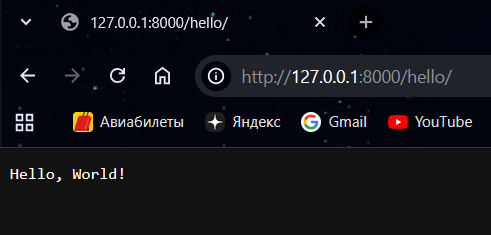 127.0.0.1:8000/hello/
http://127.0.0.1:8000/hello/
Авиабилеты Яндекс Gmail YouTube
Hello, World!